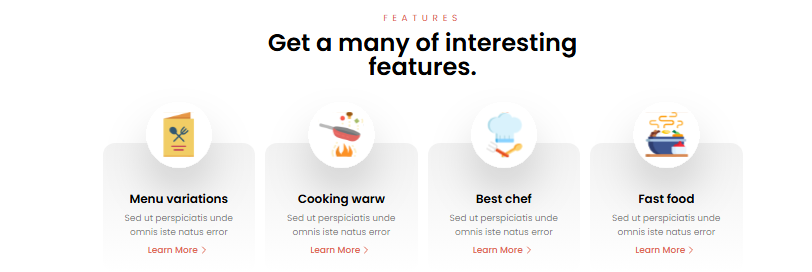 FEATURES
Get a many of interesting
features.
Menu variations
Sed ut perspiciatis unde
omnis iste natus error
Learn More >
Cooking warw
Sed ut perspiciatis unde
omnis iste natus error
Learn More >
Best chef
Sed ut perspiciatis unde
omnis iste natus error
Learn More >
Fast food
Sed ut perspiciatis unde
omnis iste natus error
Learn More >